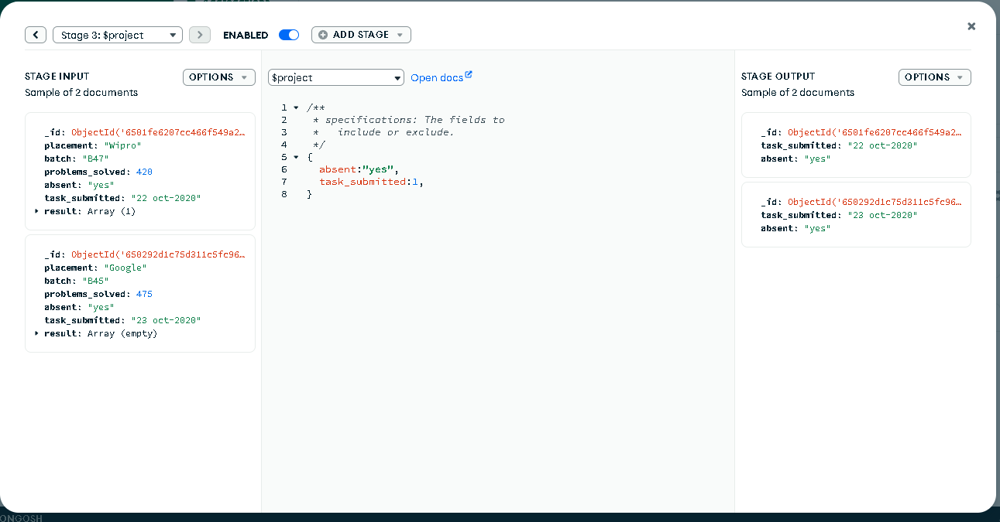 Stage 3: $project
ENABLED
ADD STAGE
STAGE INPUT
OPTIONS
Sample of 2 documents
_id: ObjectId('6501fe6207cc466f549a2…
placement: "Wipro"
batch: "B47"
problems_solved: 420
absent: "yes"
task_submitted: "22 oct-2020"
result: Array (1)
_id: ObjectId('650292d1c75d311c5fc96…
placement: "Google"
batch: "B45"
problems_solved: 475
absent: "yes"
task_submitted: "23 oct-2020"
result: Array (empty)
$project
Open docs
1 /**
2 * specifications: The fields to
3 *   include or exclude.
4 */
5 {
6 absent:"yes",
7 task_submitted:1,
8 }
STAGE OUTPUT
OPTIONS
Sample of 2 documents
_id: ObjectId('6501fe6207cc466f549a2…
task_submitted: "22 oct-2020"
absent: "yes"
_id: ObjectId('650292d1c75d311c5fc96…
task_submitted: "23 oct-2020"
absent: "yes"
ONGOSH